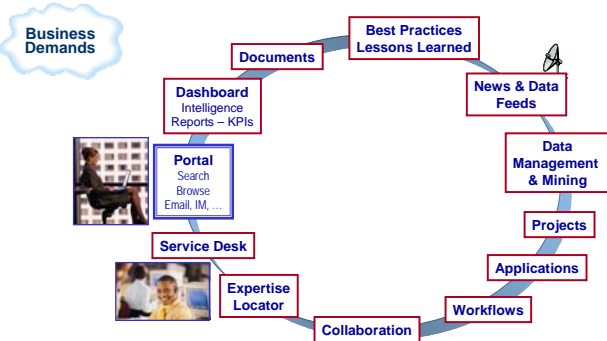 Business
Demands
Best Practices
Lessons Learned
Documents
News & Data
Feeds
Dashboard
Intelligence
Reports – KPIs
Data
Management
& Mining
Portal
Search
Browse
Email, IM, ...
Projects
Service Desk
Applications
Expertise
Locator
Workflows
Collaboration